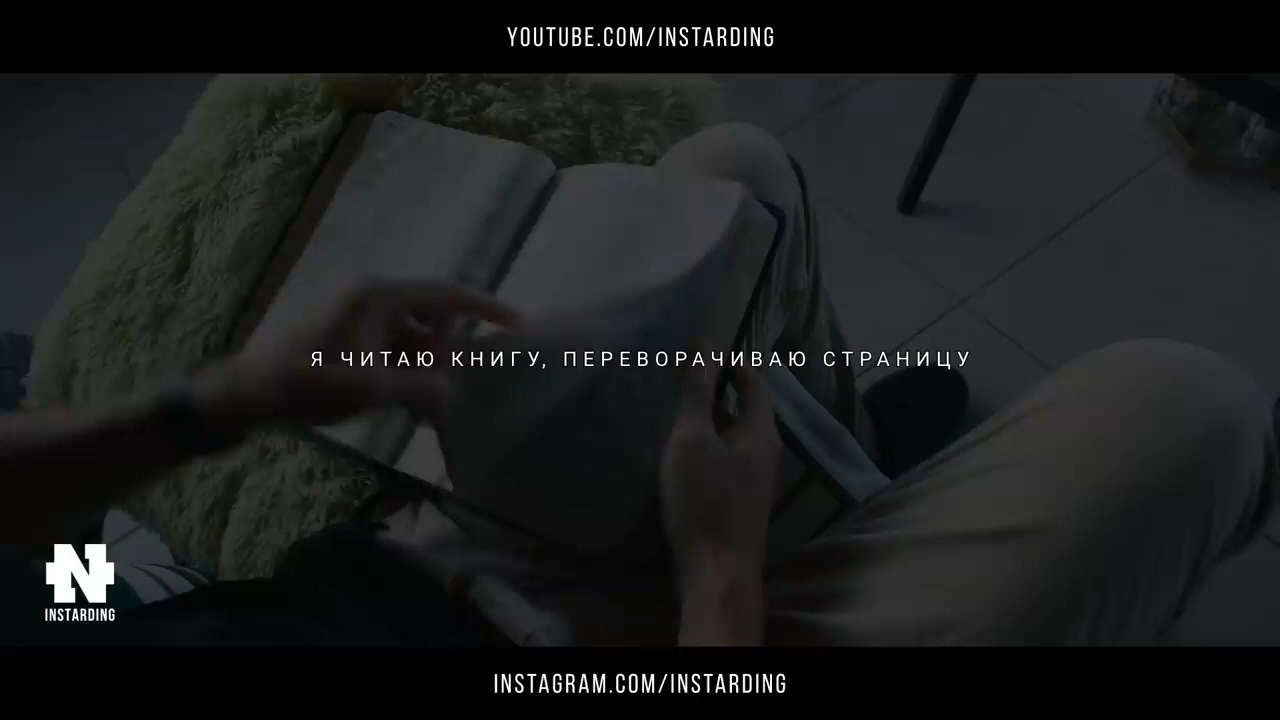 YOUTUBE.COM/INSTARDING
Я ЧИТАЮ КНИГУ, ПЕРЕВОРАЧИВАЮ СТРАНИЦУ
N
INSTARDING
INSTAGRAM.COM/INSTARDING